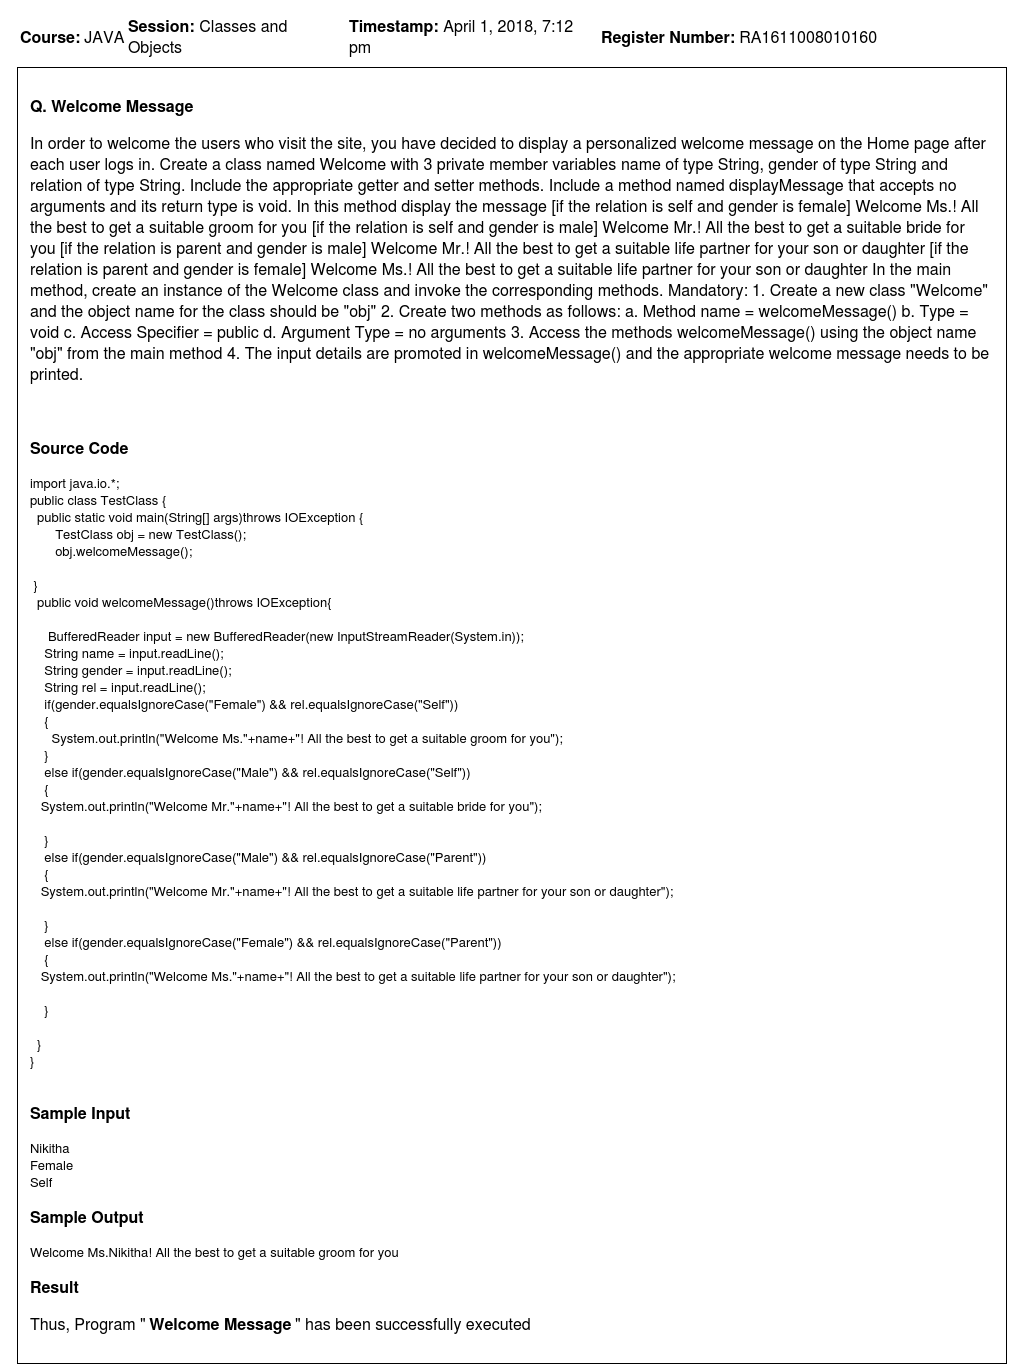 Course: JAVA Session: Classes and Objects Timestamp: April 1, 2018, 7:12 pm Register Number: RA1611008010160
Q. Welcome Message
In order to welcome the users who visit the site, you have decided to display a personalized welcome message on the Home page after
each user logs in. Create a class named Welcome with 3 private member variables name of type String, gender of type String and
relation of type String. Include the appropriate getter and setter methods. Include a method named displayMessage that accepts no
arguments and its return type is void. In this method display the message [if the relation is self and gender is female] Welcome Ms.! All
the best to get a suitable groom for you [if the relation is self and gender is male] Welcome Mr.! All the best to get a suitable bride for
you [if the relation is parent and gender is male] Welcome Mr.! All the best to get a suitable life partner for your son or daughter [if the
relation is parent and gender is female] Welcome Ms.! All the best to get a suitable life partner for your son or daughter In the main
method, create an instance of the Welcome class and invoke the corresponding methods. Mandatory: 1. Create a new class "Welcome"
and the object name for the class should be "obj" 2. Create two methods as follows: a. Method name = welcomeMessage() b. Type =
void c. Access Specifier = public d. Argument Type = no arguments 3. Access the methods welcomeMessage() using the object name
"obj" from the main method 4. The input details are promoted in welcomeMessage() and the appropriate welcome message needs to be
printed.
Source Code
import java.io.*;
public class TestClass {
public static void main(String[] args)throws IOException {
TestClass obj = new TestClass();
obj.welcomeMessage();
}
public void welcomeMessage()throws IOException{
BufferedReader input = new BufferedReader(new InputStreamReader(System.in));
String name = input.readLine();
String gender = input.readLine();
String rel = input.readLine();
if(gender.equalsIgnoreCase("Female") && rel.equalsIgnoreCase("Self"))
{
System.out.println("Welcome Ms."+name+"! All the best to get a suitable groom for you");
}
else if(gender.equalsIgnoreCase("Male") && rel.equalsIgnoreCase("Self"))
{
System.out.println("Welcome Mr."+name+"! All the best to get a suitable bride for you");
}
else if(gender.equalsIgnoreCase("Male") && rel.equalsIgnoreCase("Parent"))
{
System.out.println("Welcome Mr."+name+"! All the best to get a suitable life partner for your son or daughter");
}
else if(gender.equalsIgnoreCase("Female") && rel.equalsIgnoreCase("Parent"))
{
System.out.println("Welcome Ms."+name+"! All the best to get a suitable life partner for your son or daughter");
}
}
}
Sample Input
Nikitha
Female
Self
Sample Output
Welcome Ms.Nikitha! All the best to get a suitable groom for you
Result
Thus, Program " Welcome Message " has been successfully executed